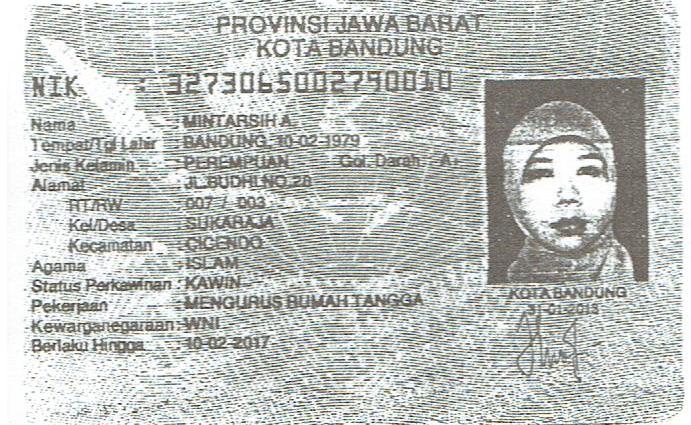 PROVINSI JAWA BARAT
KOTA BANDUNG
NIK : 3273065002790010
Nama : MINTARSIH A.
Tempat/Tgl Lahir : BANDUNG, 10-02-1979
Jenis Kelamin : PEREMPUAN Gol. Darah : A+
Alamat : JL.BUDHI NO.28
RT/RW : 007 / 003
Kel/Desa : SUKARAJA
Kecamatan : CICENDO
Agama : ISLAM
Status Perkawinan : KAWIN
Pekerjaan : MENGURUS RUMAH TANGGA
Kewarganegaraan : WNI
Berlaku Hingga : 10-02-2017
KOTA BANDUNG
-01-2013